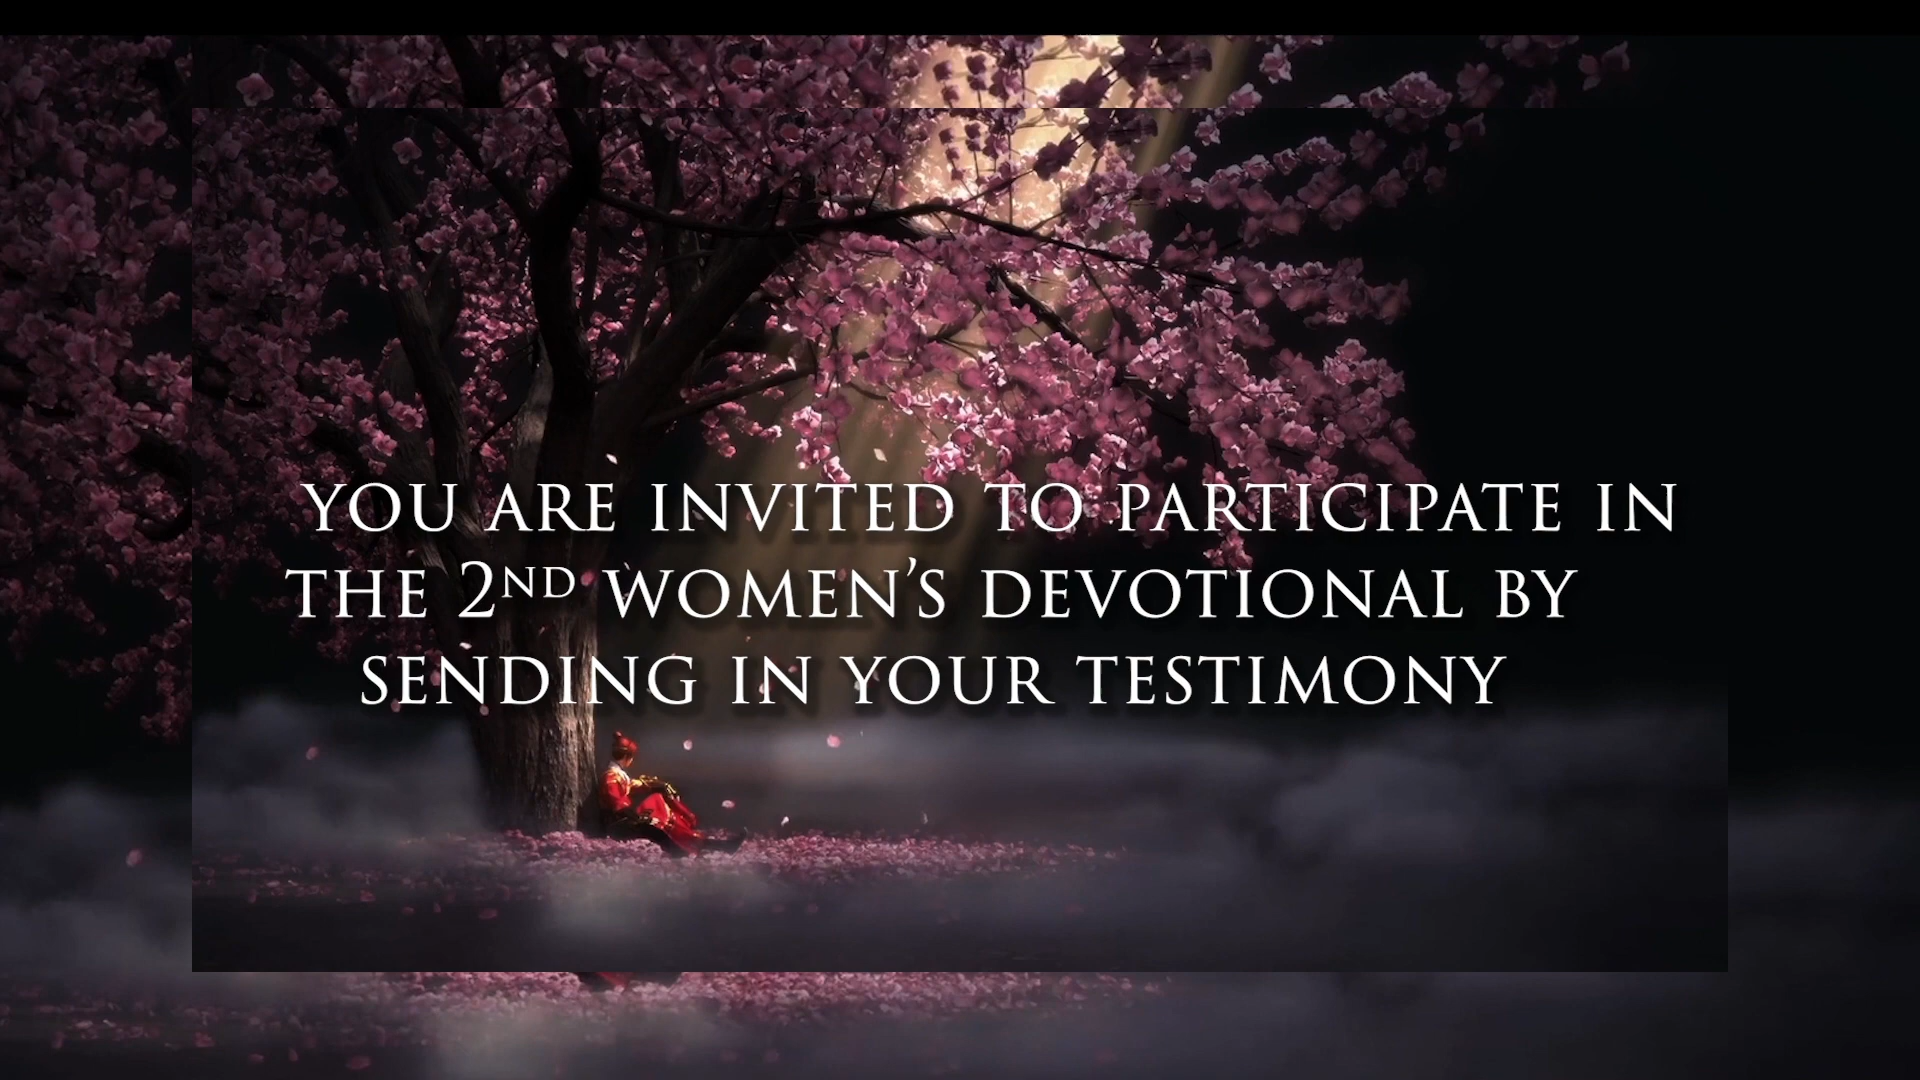 YOU ARE INVITED TO PARTICIPATE IN
THE 2ND WOMEN'S DEVOTIONAL BY
SENDING IN YOUR TESTIMONY